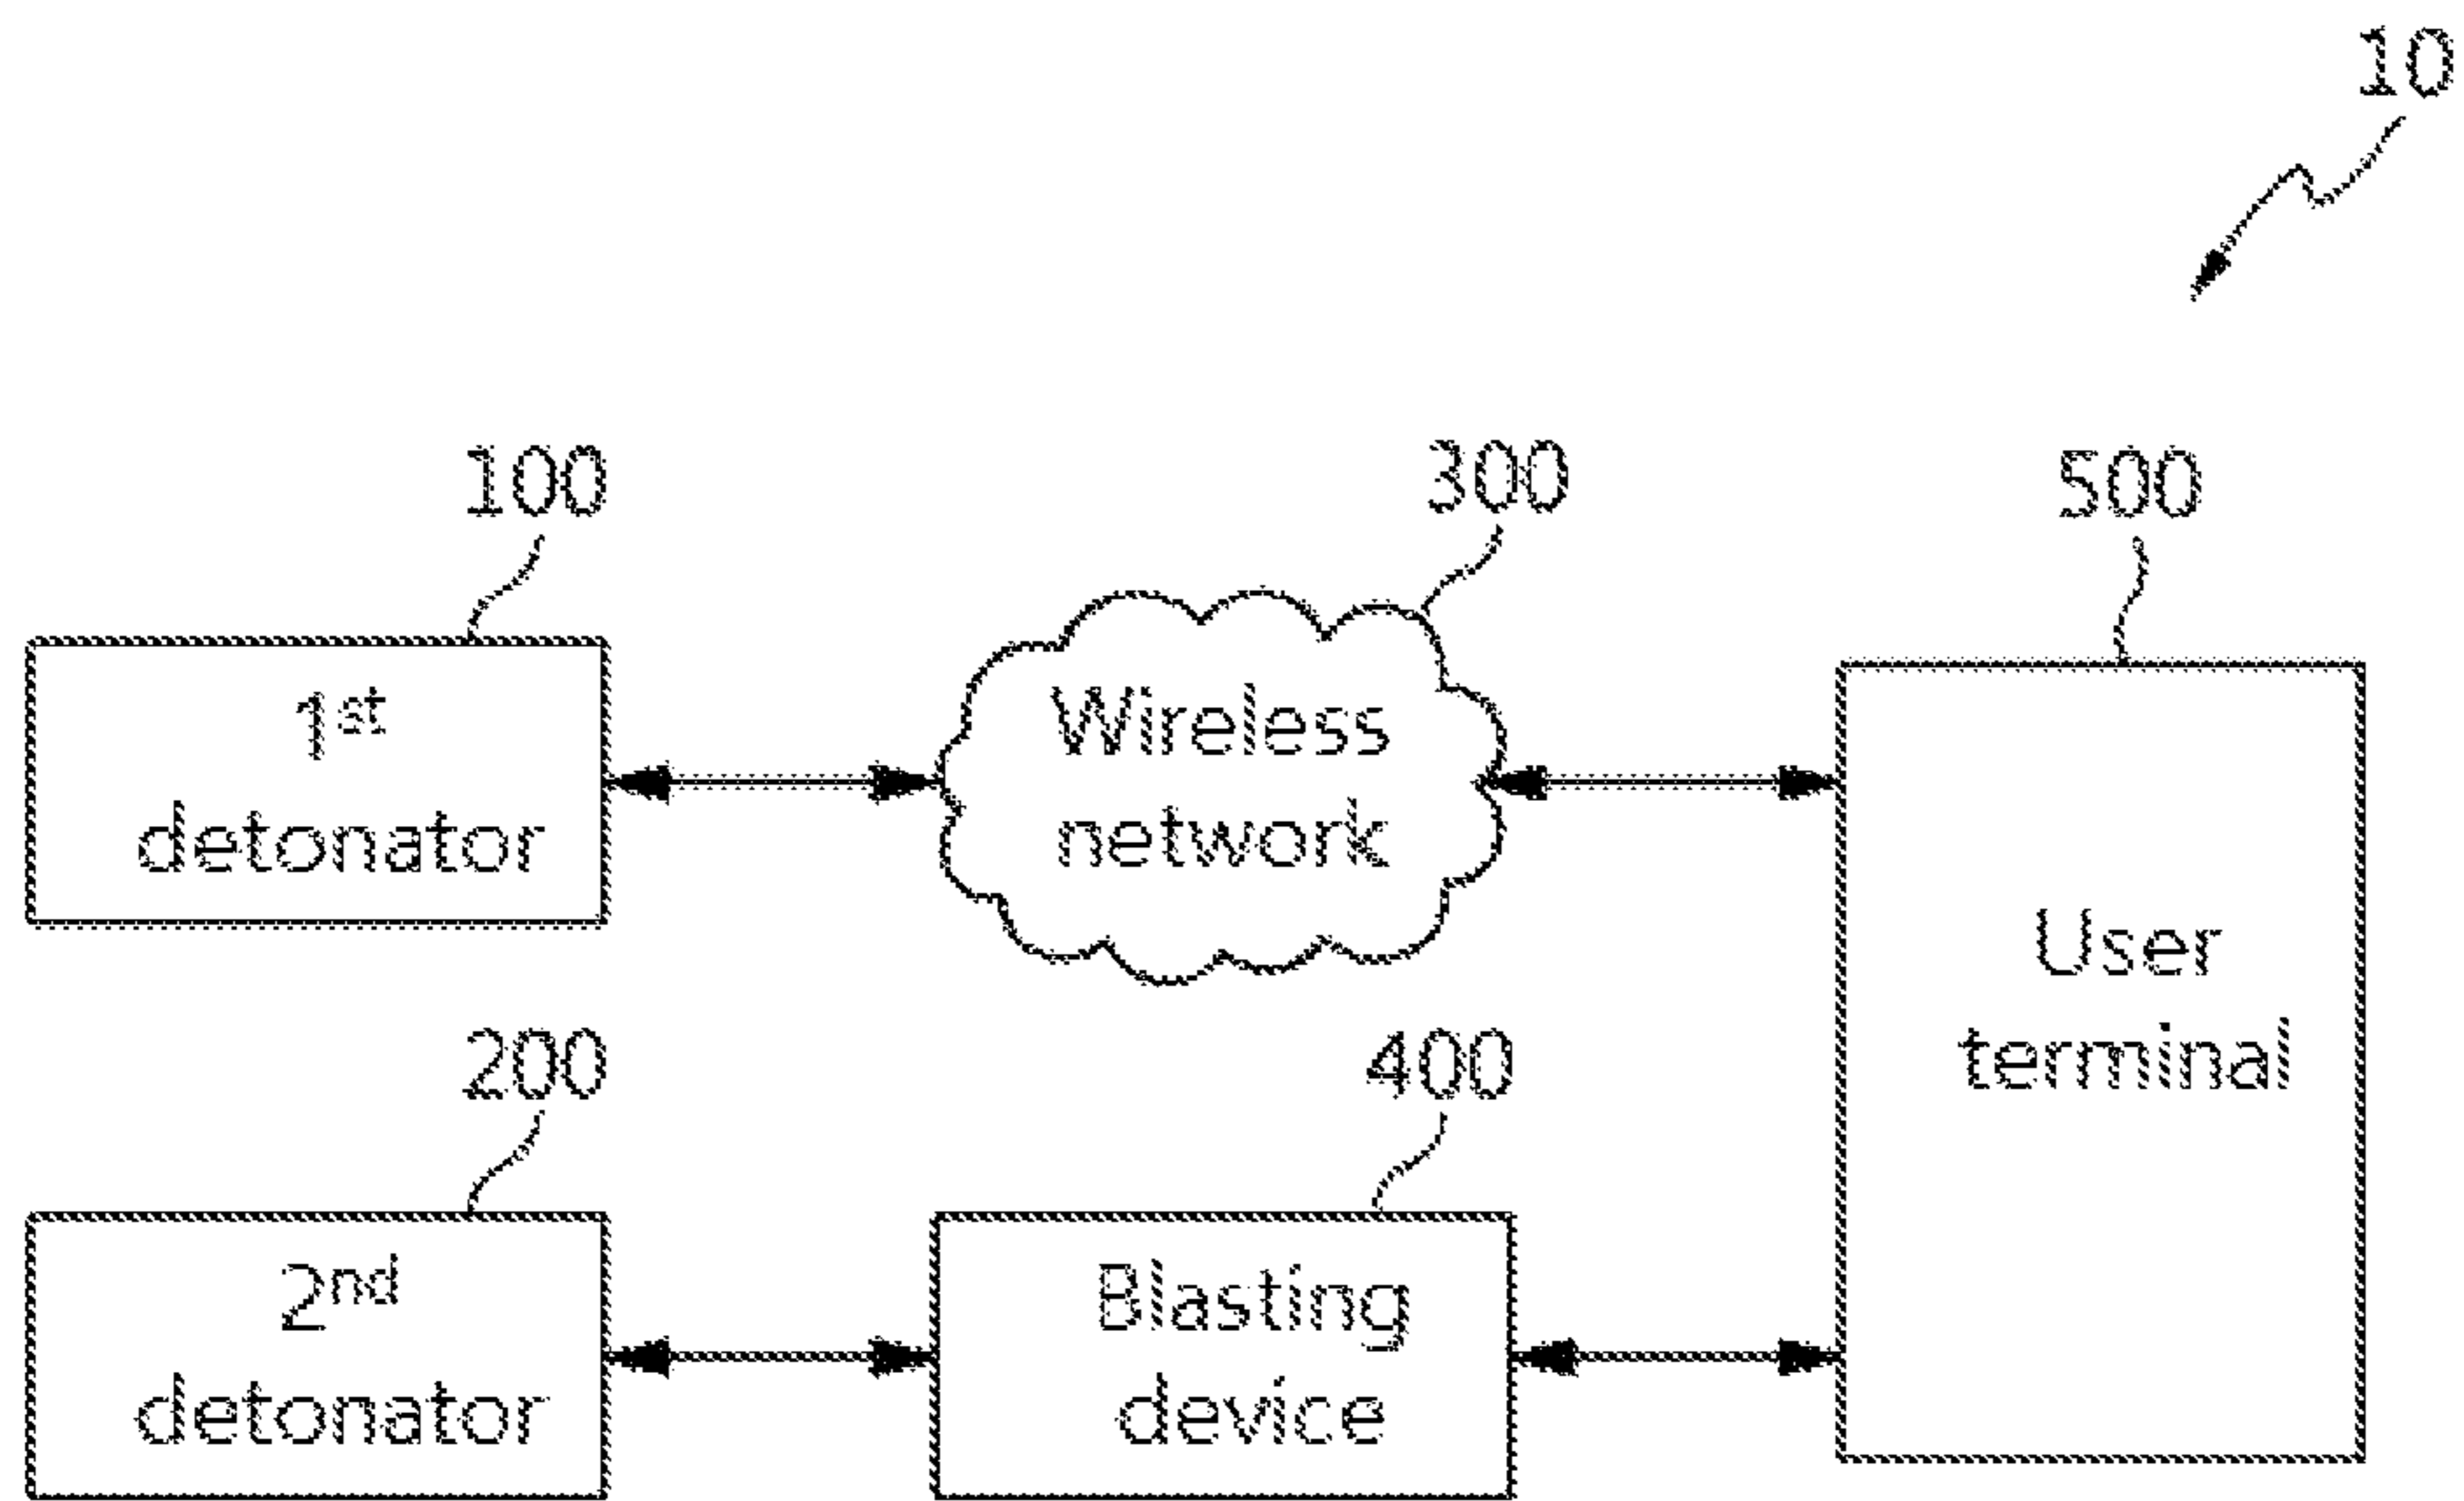 10
100
300
500
1st
detonator
Wireless
network
User
terminal
200
400
2nd
detonator
Blasting
device